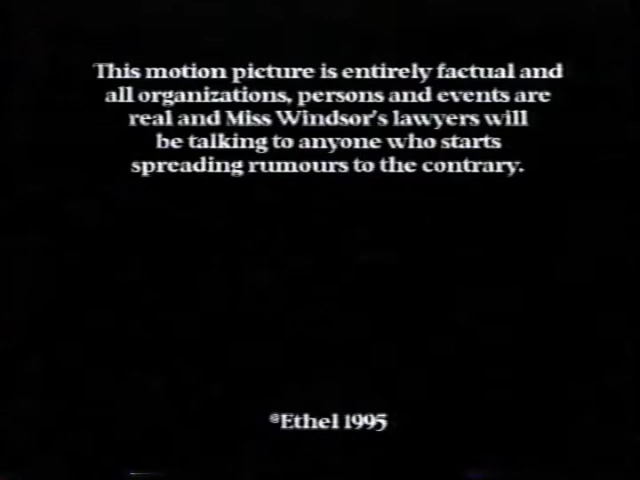 This motion picture is entirely factual and
all organizations, persons and events are
real and Miss Windsor's lawyers will
be talking to anyone who starts
spreading rumours to the contrary.
©Ethel 1995